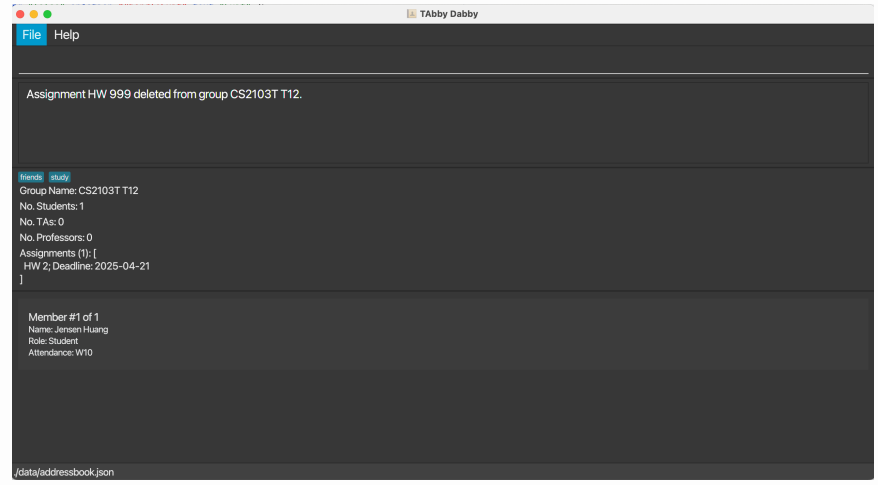 TAbby Dabby
File Help
Assignment HW 999 deleted from group CS2103T T12.
friends study
Group Name: CS2103T T12
No. Students: 1
No. TAs: 0
No. Professors: 0
Assignments (1): [
HW 2; Deadline: 2025-04-21
]
Member #1 of 1
Name: Jensen Huang
Role: Student
Attendance: W10
./data/addressbook.json